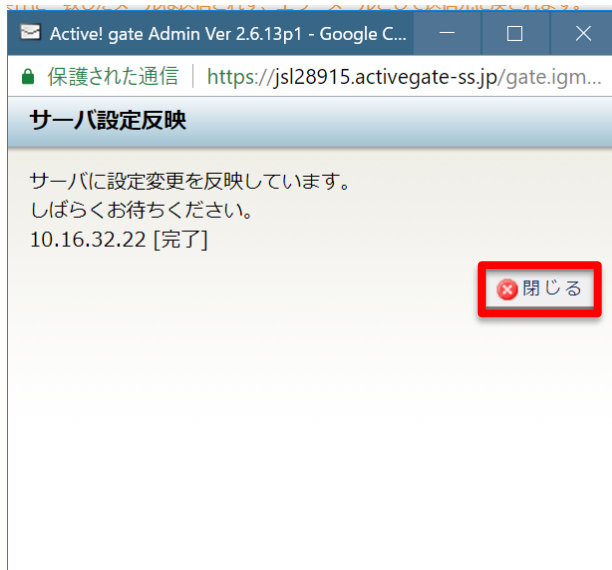 Active! gate Admin Ver 2.6.13p1 - Google C...
保護された通信 | https://jsl28915.activegate-ss.jp/gate.igm...
サーバ設定反映
サーバに設定変更を反映しています。
しばらくお待ちください。
10.16.32.22 [完了]
閉じる